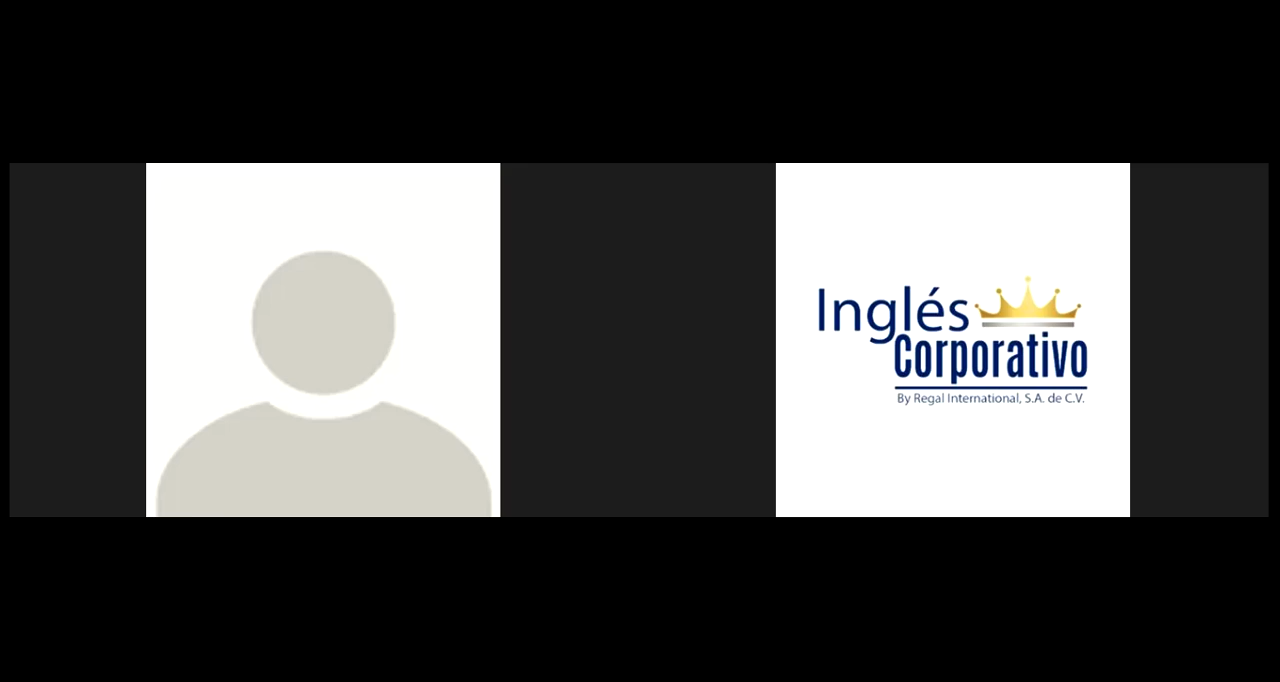 Inglés
Corporativo
By Regal International, S.A. de C.V.